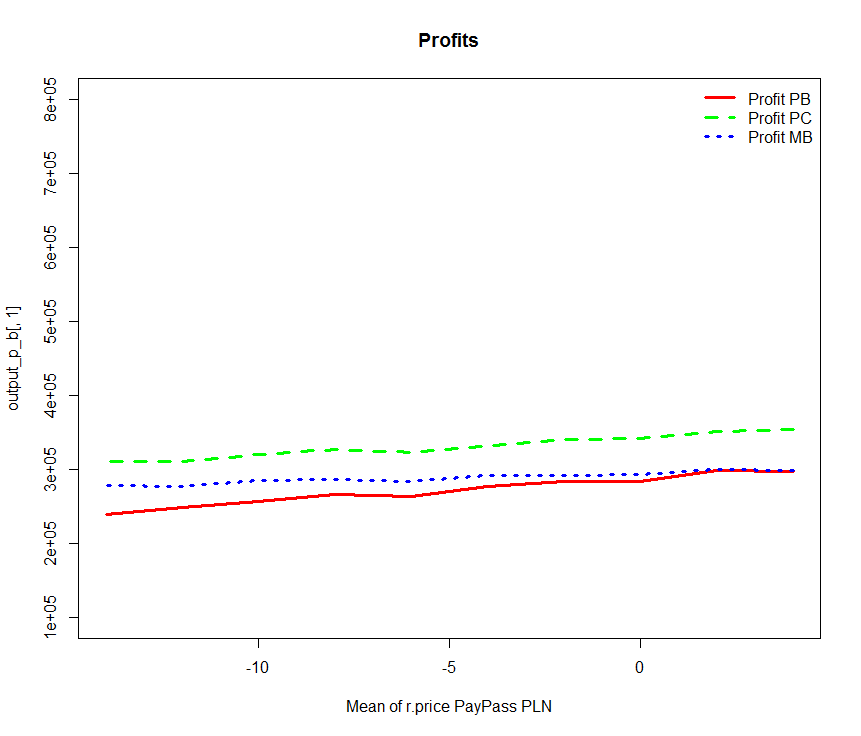 Profits
Profit PB
Profit PC
Profit MB
8e+05
7e+05
6e+05
5e+05
4e+05
3e+05
2e+05
1e+05
output_p_b[, 1]
-10
-5
0
Mean of r.price PayPass PLN